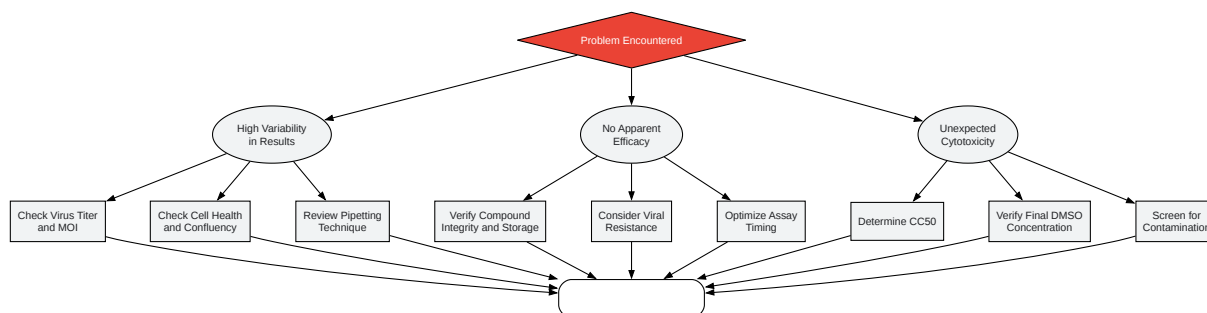 Problem Encountered
High Variability
in Results
No Apparent
Efficacy
Unexpected
Cytotoxicity
Check Virus Titer
and MOI
Check Cell Health
and Confluency
Review Pipetting
Technique
Verify Compound
Integrity and Storage
Consider Viral
Resistance
Optimize Assay
Timing
Determine CC50
Verify Final DMSO
Concentration
Screen for
Contamination